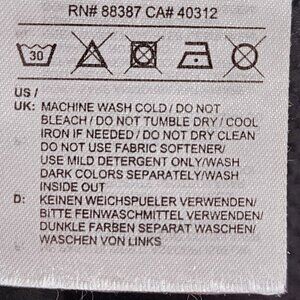 RN# 88387 CA# 40312
30
US /
UK: MACHINE WASH COLD / DO NOT
BLEACH / DO NOT TUMBLE DRY / COOL
IRON IF NEEDED / DO NOT DRY CLEAN
DO NOT USE FABRIC SOFTENER/
USE MILD DETERGENT ONLY/WASH
DARK COLORS SEPARATELY/WASH
INSIDE OUT
D: KEINEN WEICHSPUELER VERWENDEN/
BITTE FEINWASCHMITTEL VERWENDEN/
DUNKLE FARBEN SEPARAT WASCHEN/
WASCHEN VON LINKS